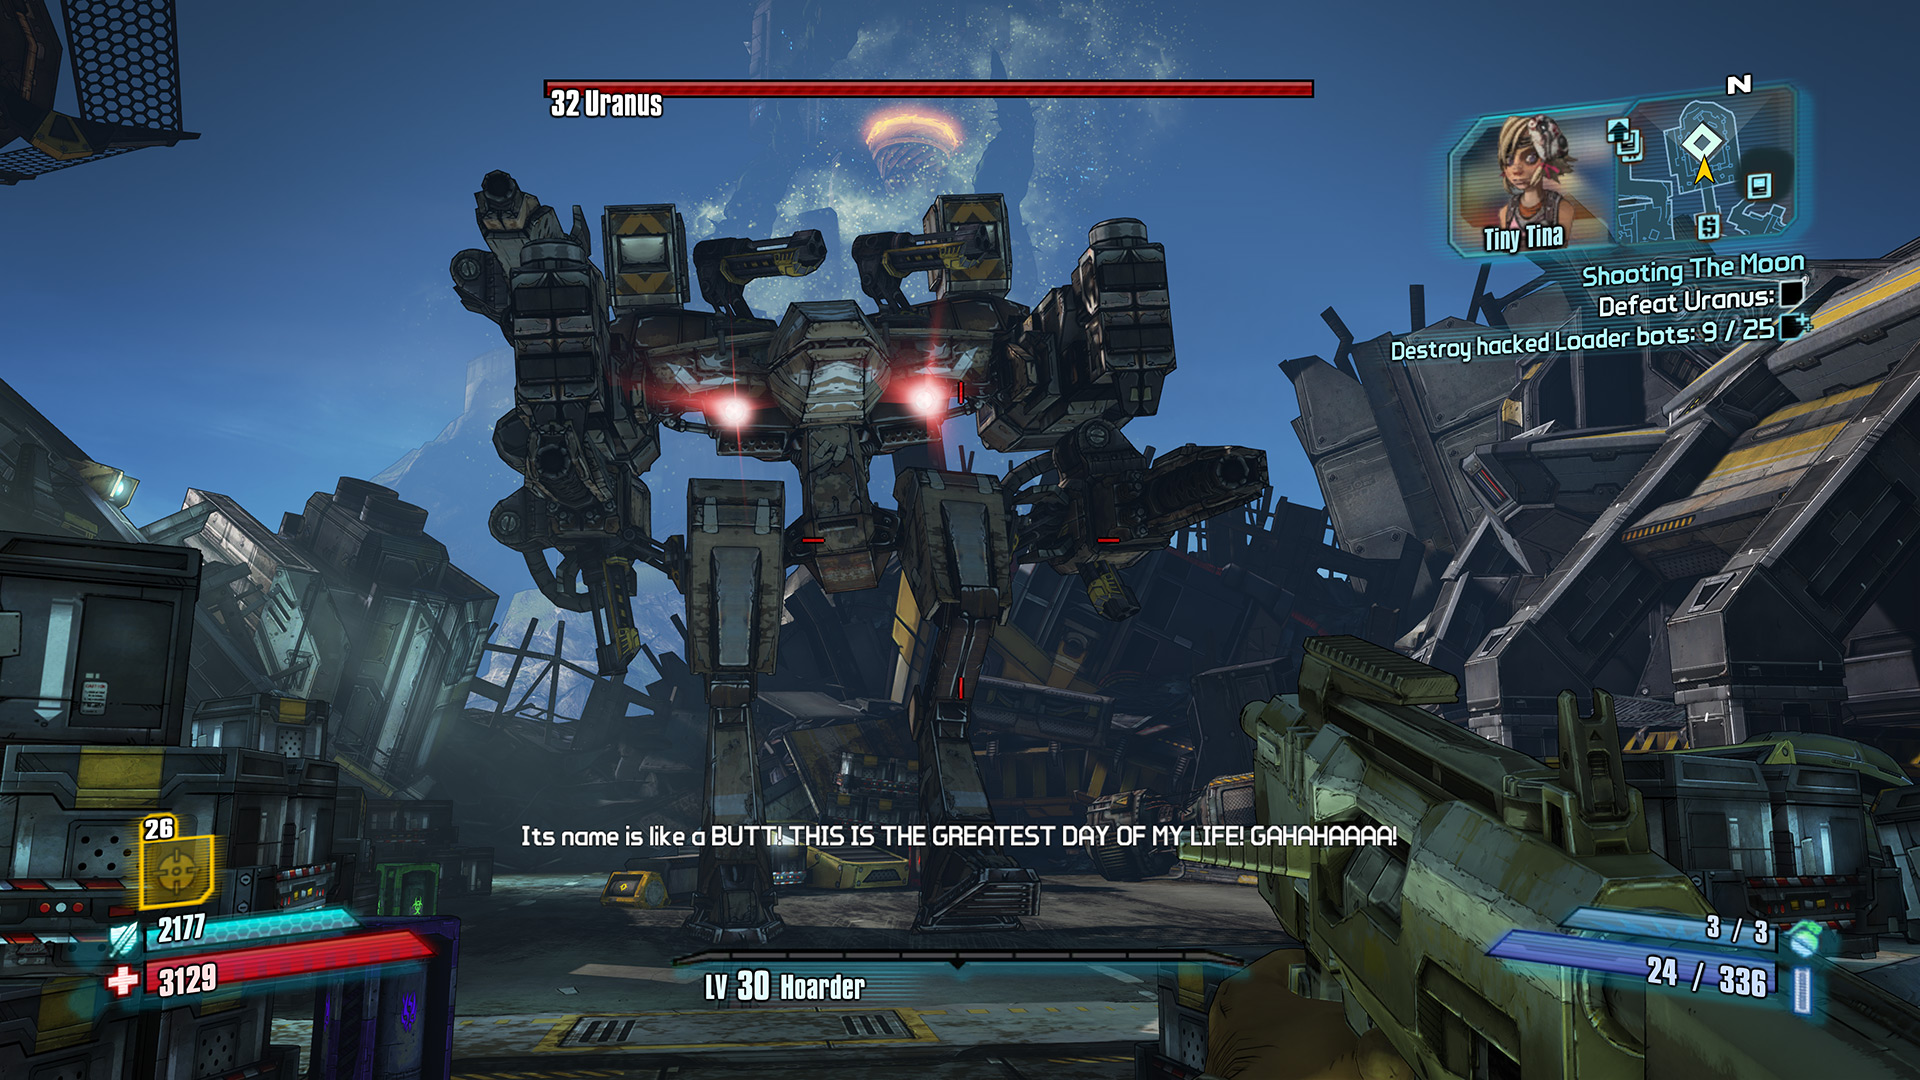 32 Uranus
N
Tiny Tina
$
Shooting The Moon
Defeat Uranus:
Destroy hacked Loader bots: 9 / 25
Its name is like a BUTT! THIS IS THE GREATEST DAY OF MY LIFE! GAHAHAAAA!
26
2177
3129
LV 30 Hoarder
3 / 3
24 / 336